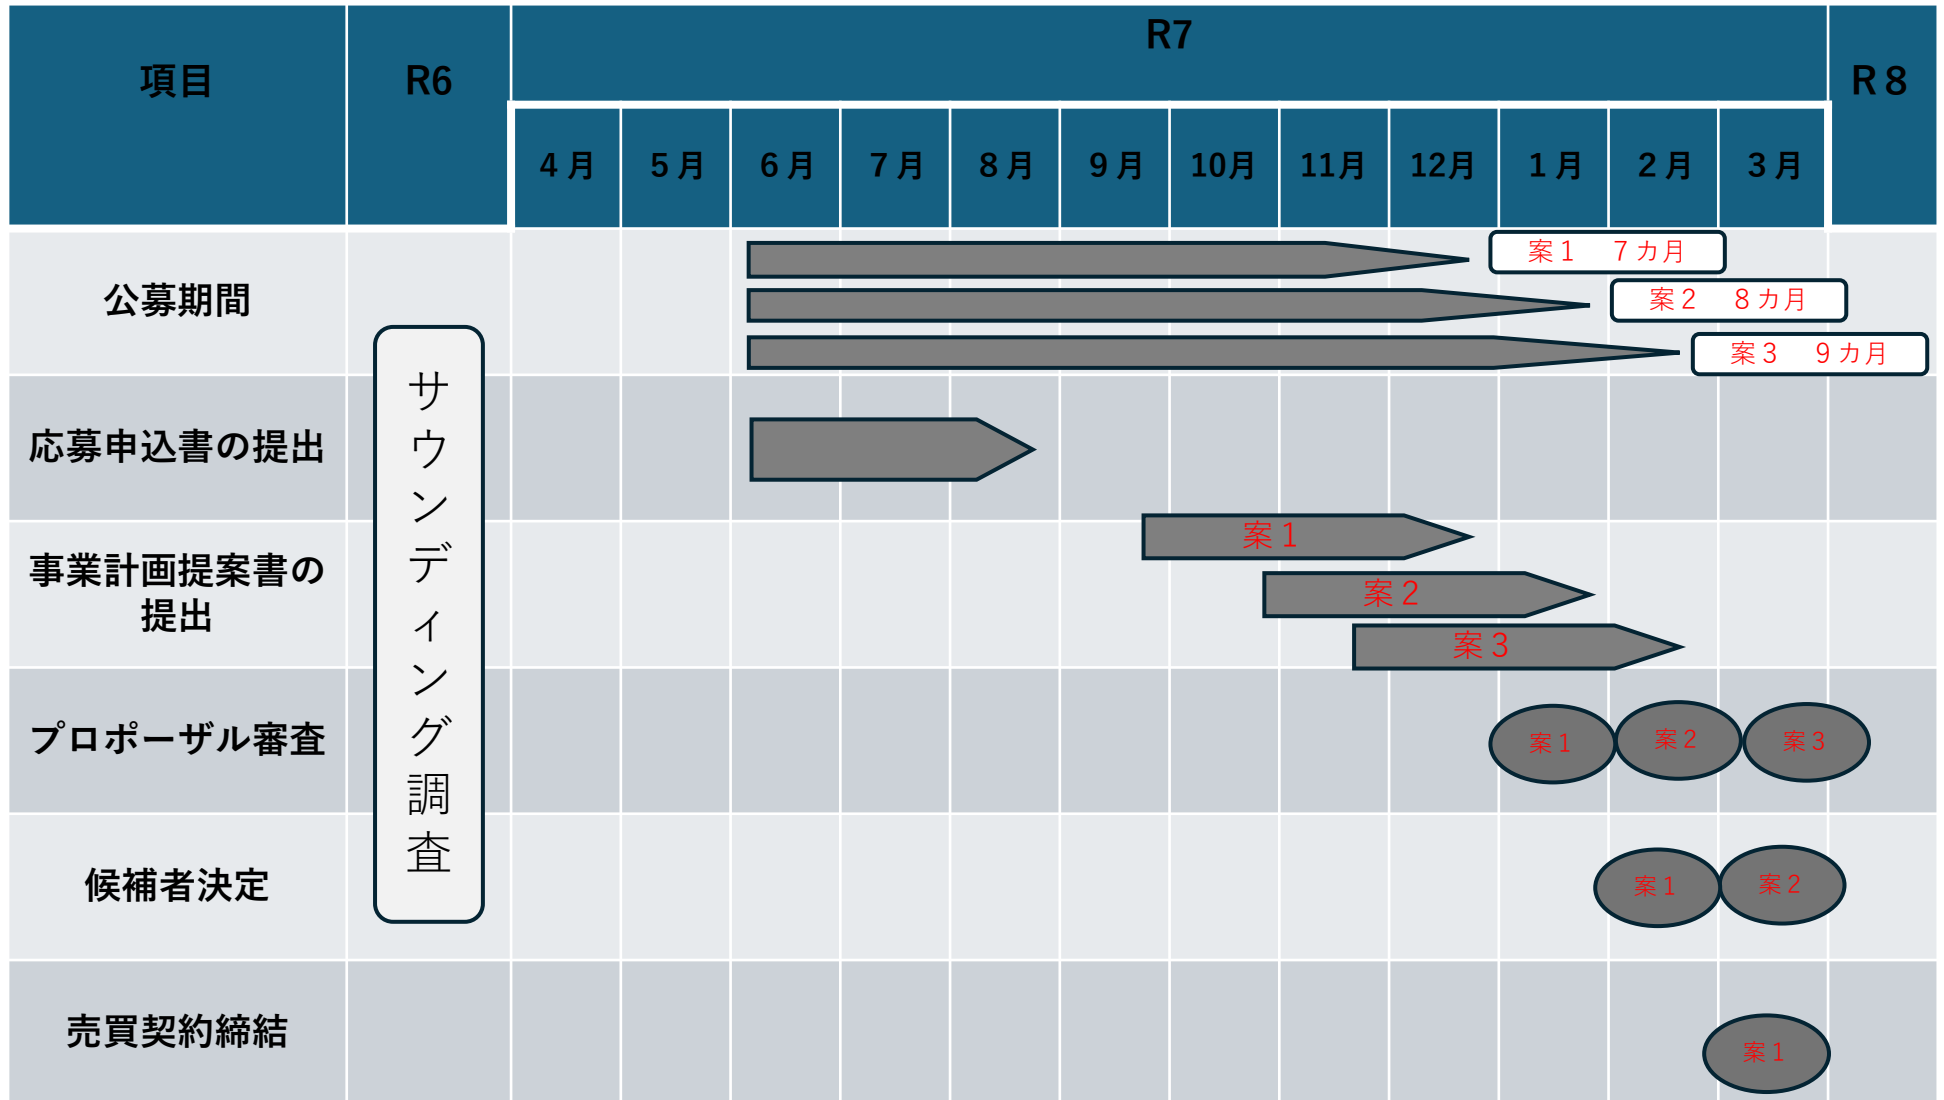 項目
R6
R7
R８
４月
５月
６月
７月
８月
９月
10月
11月
12月
１月
２月
３月
公募期間
案１　７カ月
案２　８カ月
案３　９カ月
サウンディング調査
応募申込書の提出
事業計画提案書の
提出
案１
案２
案３
プロポーザル審査
案１
案２
案３
候補者決定
案１
案２
売買契約締結
案１